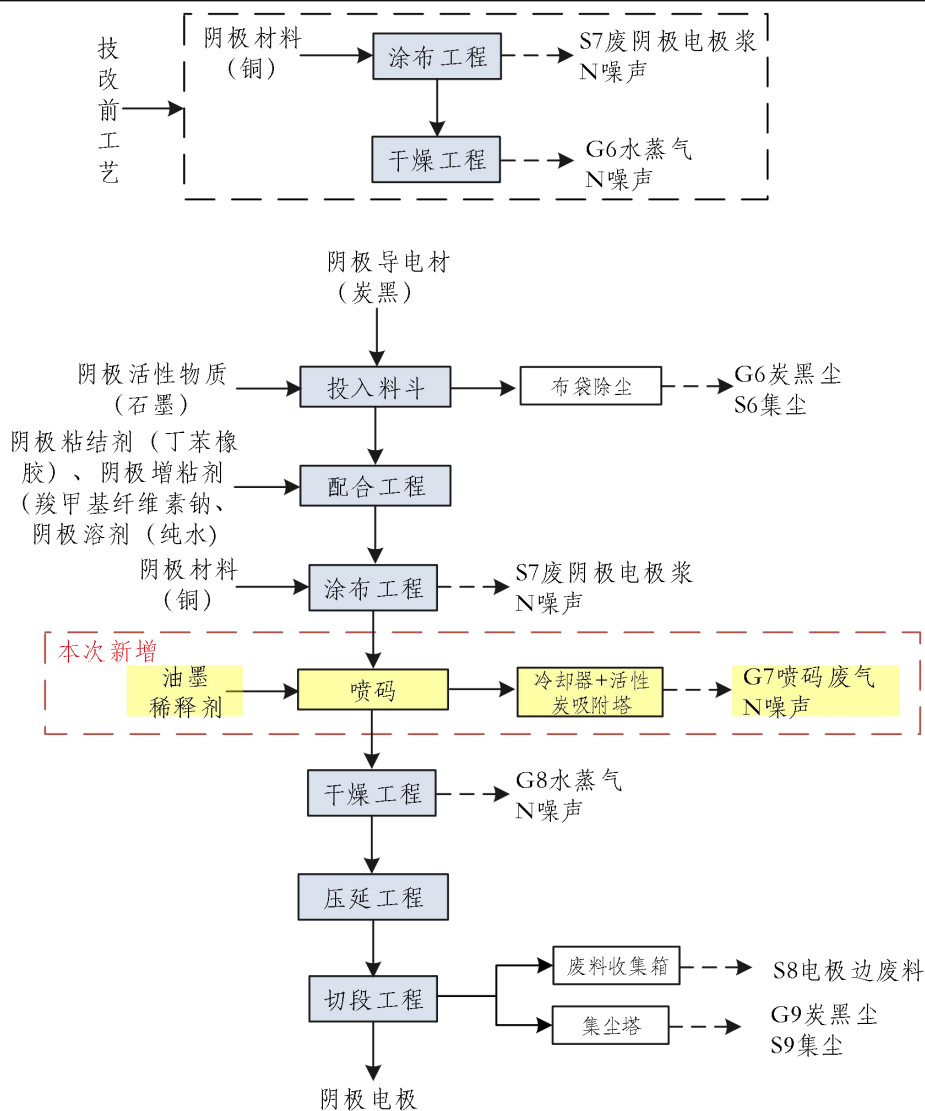 技
改
前
工
艺
阴极材料
（铜）
涂布工程
S7废阴极电极浆
N噪声
干燥工程
G6水蒸气
N噪声
阴极导电材
（炭黑）
阴极活性物质
（石墨）
投入料斗
布袋除尘
G6炭黑尘
S6集尘
阴极粘结剂（丁苯橡
胶）、阴极增粘剂
（羧甲基纤维素钠、
阴极溶剂（纯水）
配合工程
阴极材料
（铜）
涂布工程
S7废阴极电极浆
N噪声
本次新增
油墨
稀释剂
喷码
冷却器+活性
炭吸附塔
G7喷码废气
N噪声
干燥工程
G8水蒸气
N噪声
压延工程
切段工程
废料收集箱
S8电极边废料
集尘塔
G9炭黑尘
S9集尘
阴极电极